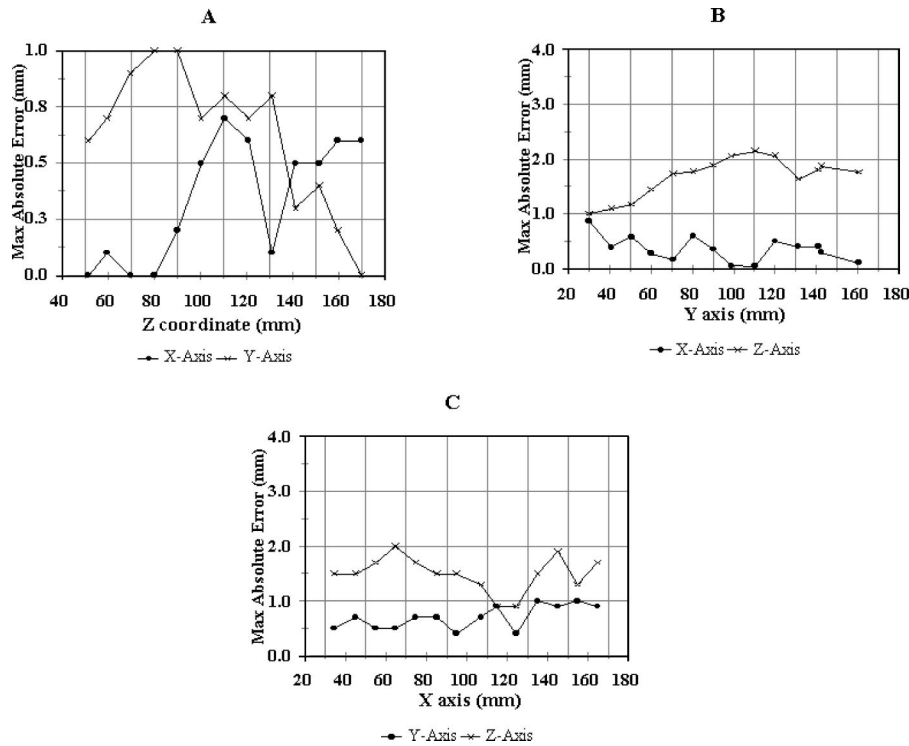 A
Max Absolute Error (mm)
1.0
0.8
0.5
0.3
0.0
40 60 80 100 120 140 160 180
Z coordinate (mm)
X-Axis Y-Axis
B
Max Absolute Error (mm)
4.0
3.0
2.0
1.0
0.0
20 40 60 80 100 120 140 160 180
Y axis (mm)
X-Axis Z-Axis
C
Max Absolute Error (mm)
4.0
3.0
2.0
1.0
0.0
20 40 60 80 100 120 140 160 180
X axis (mm)
Y-Axis Z-Axis